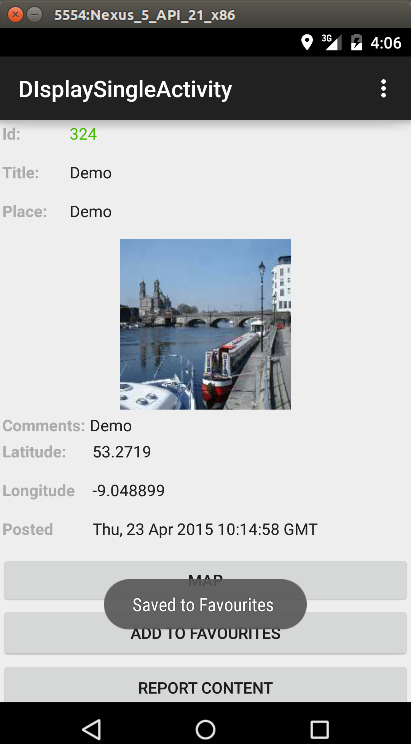 5554:Nexus_5_API_21_x86
3G 4:06
DIsplaySingleActivity
Id: 324
Title: Demo
Place: Demo
Comments: Demo
Latitude: 53.2719
Longitude -9.048899
Posted Thu, 23 Apr 2015 10:14:58 GMT
MAP
Saved to Favourites
ADD TO FAVOURITES
REPORT CONTENT